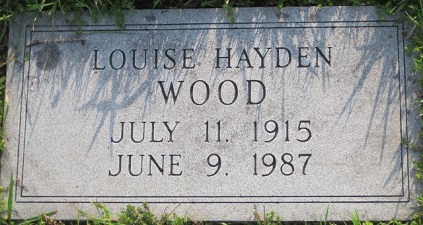 LOUISE HAYDEN
WOOD
JULY 11. 1915
JUNE 9. 1987